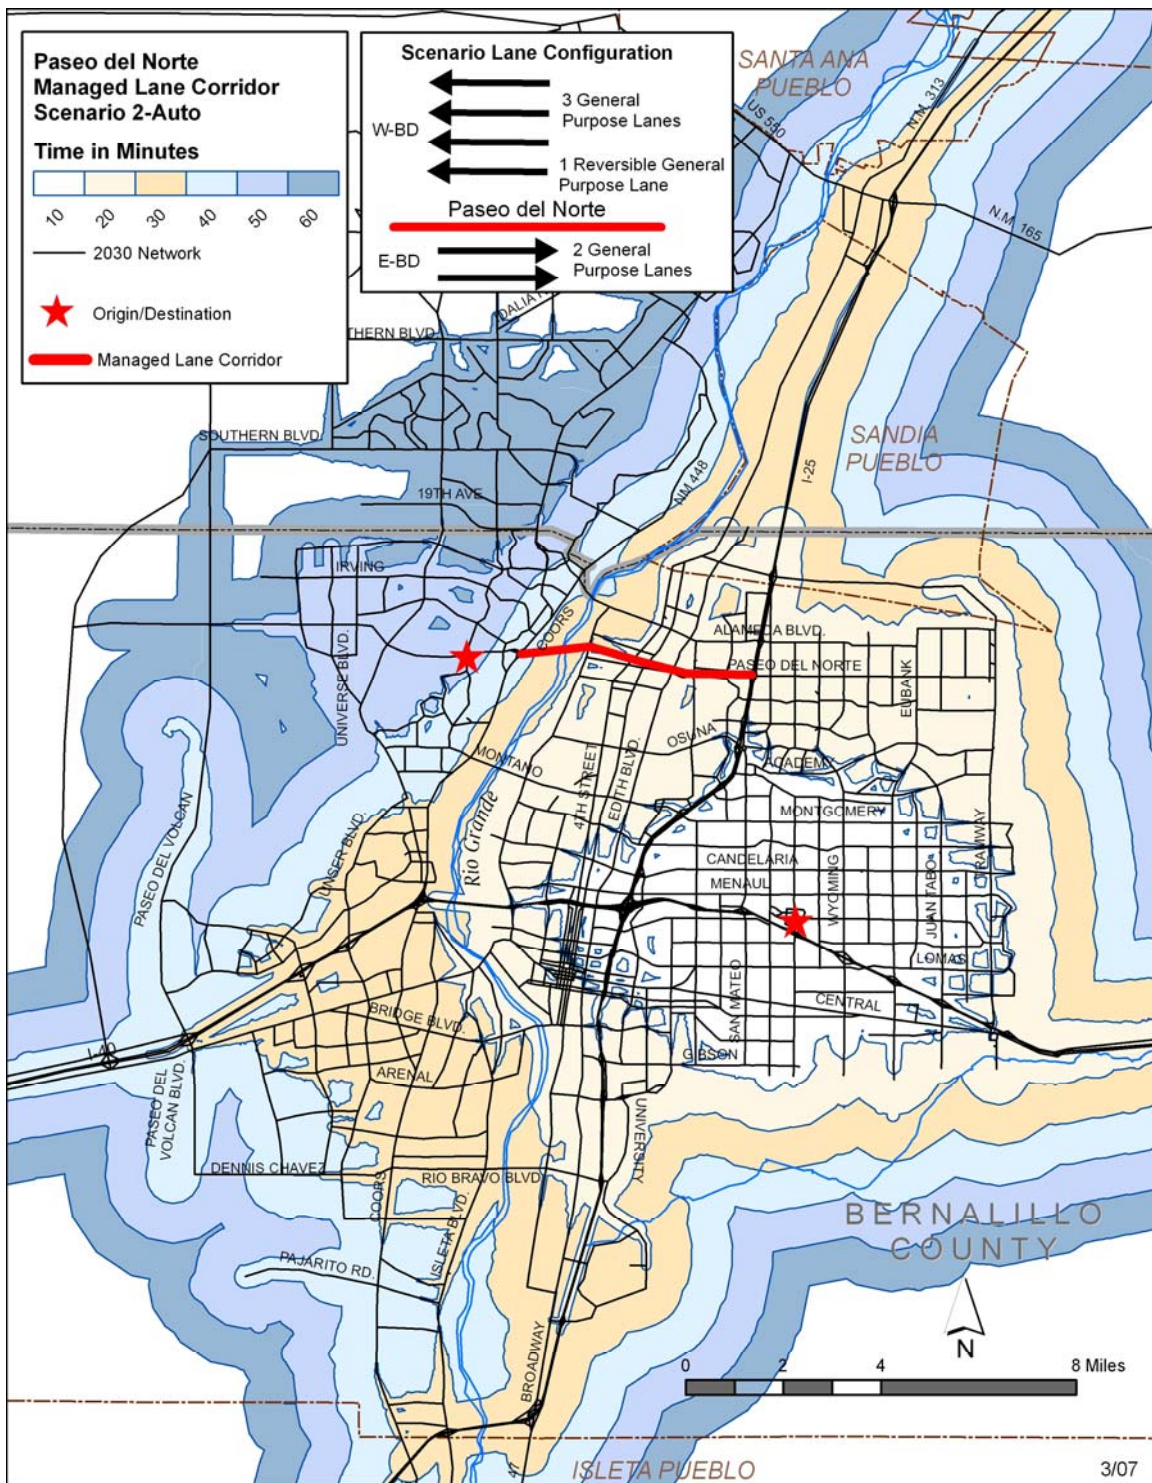 Paseo del Norte
Managed Lane Corridor
Scenario 2-Auto
Time in Minutes
10 20 30 40 50 60
2030 Network
Origin/Destination
Managed Lane Corridor
Scenario Lane Configuration
W-BD
3 General
Purpose Lanes
1 Reversible General
Purpose Lane
Paseo del Norte
E-BD
2 General
Purpose Lanes
SANTA ANA
PUEBLO
US 550
N.M. 313
N.M. 165
DALIA
THERN BLVD.
SOUTHERN BLVD.
19TH AVE
NM 448
I-25
SANDIA
PUEBLO
IRVING
UNIVERSE BLVD.
COORS
ALAMEDA BLVD.
PASEO DEL NORTE
EUBANK
OSUNA
MONTANO
4TH STREET
EDITH BLVD.
ACADEMY
MONTGOMERY
Rio Grande
UNSER BLVD.
PASEO DEL VOLCAN
CANDELARIA
MENAUL
WYOMING
JUAN TABO
TRAMWAY
LOMAS
SAN MATEO
CENTRAL
BRIDGE BLVD.
GIBSON
I-40
ARENAL
PASEO DEL
VOLCAN BLVD.
UNIVERSITY
DENNIS CHAVEZ
RIO BRAVO BLVD
COORS
ISLETA BLVD.
PAJARITO RD.
BERNALILLO
COUNTY
N
BROADWAY
0 2 4 8 Miles
47
ISLETA PUEBLO
3/07